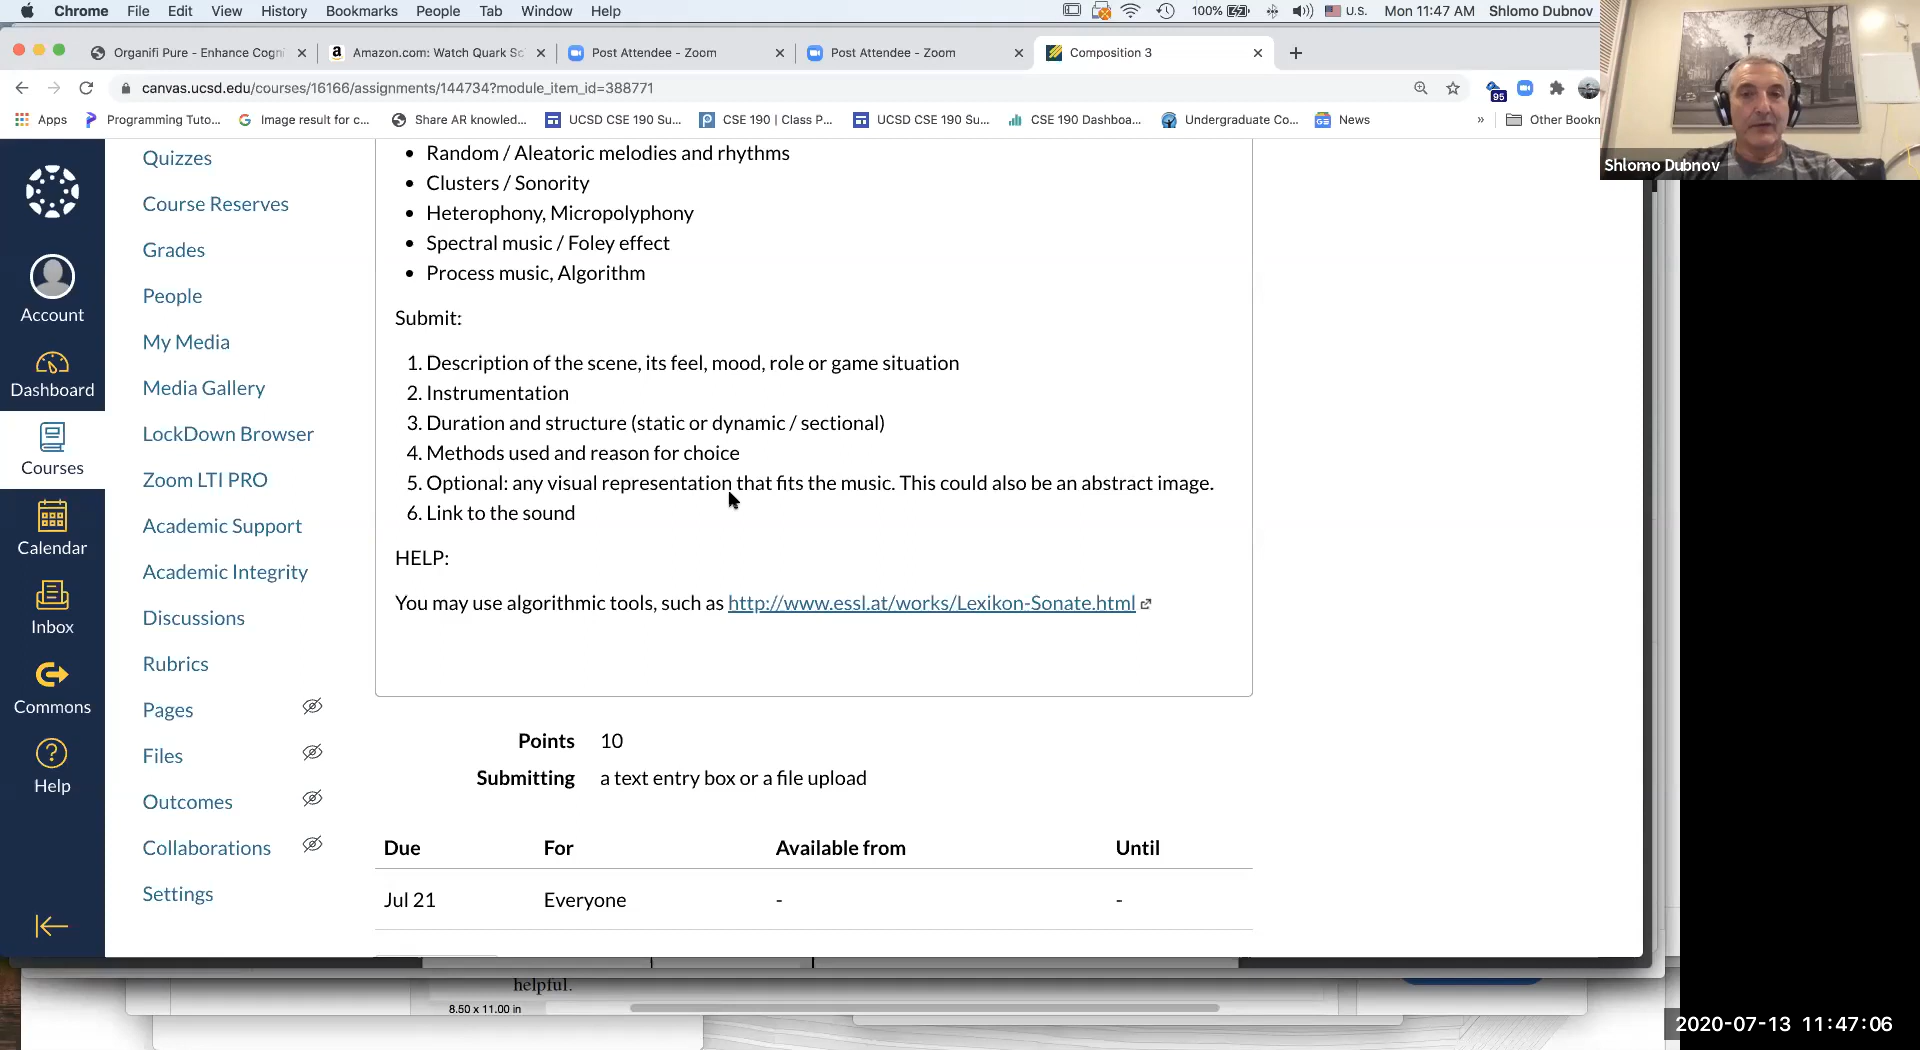 Chrome File Edit View History Bookmarks People Tab Window Help 100% U.S. Mon 11:47 AM Shlomo Dubnov
Organifi Pure - Enhance Cogni Amazon.com: Watch Quark Sc Post Attendee - Zoom Post Attendee - Zoom Composition 3
canvas.ucsd.edu/courses/16166/assignments/144734?module_item_id=388771 95
Apps Programming Tuto... Image result for c... Share AR knowled... UCSD CSE 190 Su... CSE 190 | Class P... UCSD CSE 190 Su... CSE 190 Dashboa... Undergraduate Co... News » Other Bookn
Shlomo Dubnov
Account
Dashboard
Courses
Calendar
Inbox
Commons
Help
Quizzes
Course Reserves
Grades
People
My Media
Media Gallery
LockDown Browser
Zoom LTI PRO
Academic Support
Academic Integrity
Discussions
Rubrics
Pages
Files
Outcomes
Collaborations
Settings
• Random / Aleatoric melodies and rhythms
• Clusters / Sonority
• Heterophony, Micropolyphony
• Spectral music / Foley effect
• Process music, Algorithm
Submit:
1. Description of the scene, its feel, mood, role or game situation
2. Instrumentation
3. Duration and structure (static or dynamic / sectional)
4. Methods used and reason for choice
5. Optional: any visual representation that fits the music. This could also be an abstract image.
6. Link to the sound
HELP:
You may use algorithmic tools, such as http://www.essl.at/works/Lexikon-Sonate.html
Points 10
Submitting a text entry box or a file upload
Due For Available from Until
Jul 21 Everyone - -
helpful.
8.50 x 11.00 in
2020-07-13 11:47:06